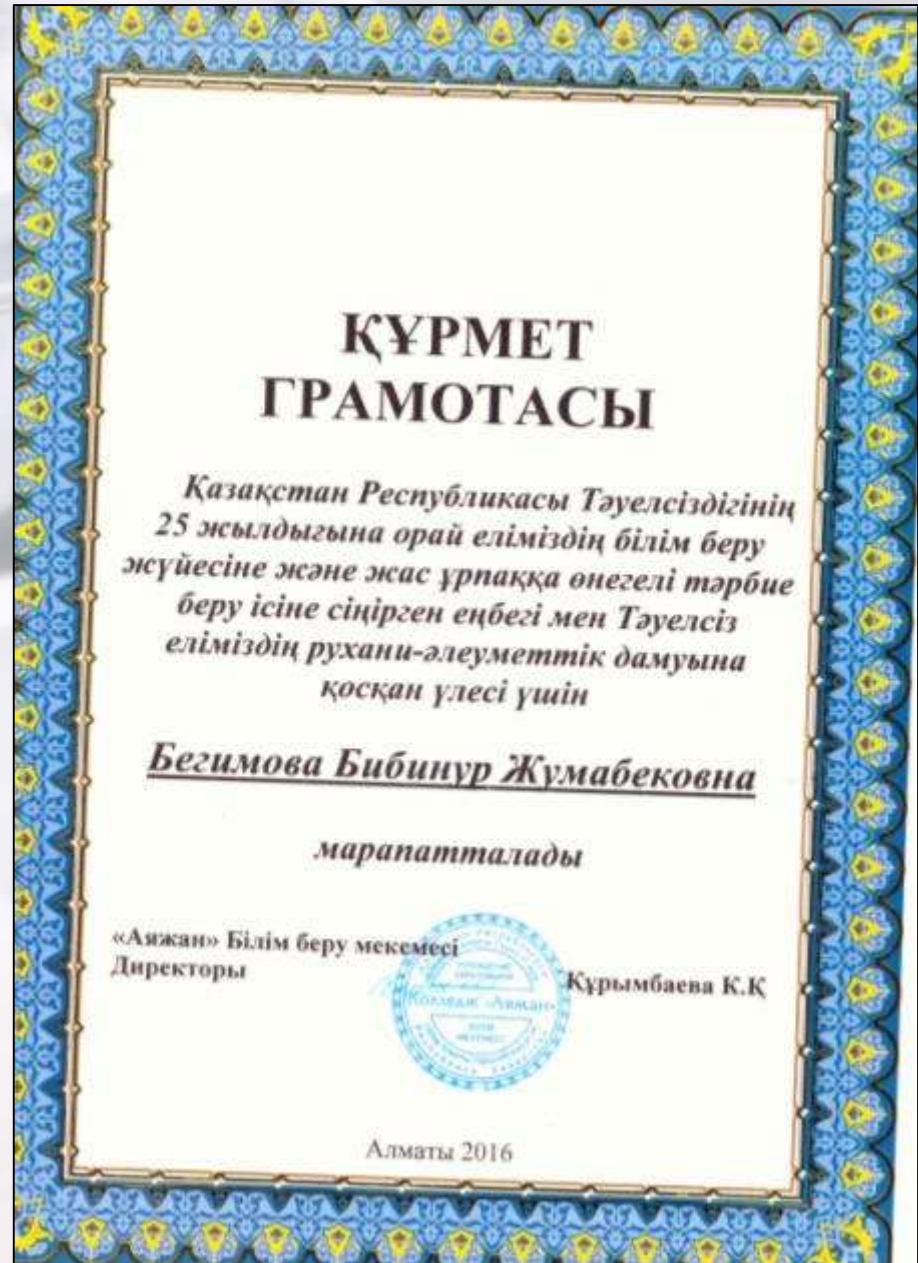 ҚҰРМЕТ
ГРАМОТАСЫ
Қазақстан Республикасы Тәуелсіздігінің
25 жылдығына орай еліміздің білім беру
жүйесіне және жас ұрпаққа өнегелі тәрбие
беру ісіне сіңірген еңбегі мен Тәуелсіз
еліміздің рухани-әлеуметтік дамуына
қосқан үлесі үшін
Бегимова Бибинур Жумабековна
марапатталады
«Аяжан» Білім беру мекемесі
Директоры
Құрымбаева К.Қ
Колледж «Аяжан»
Алматы 2016